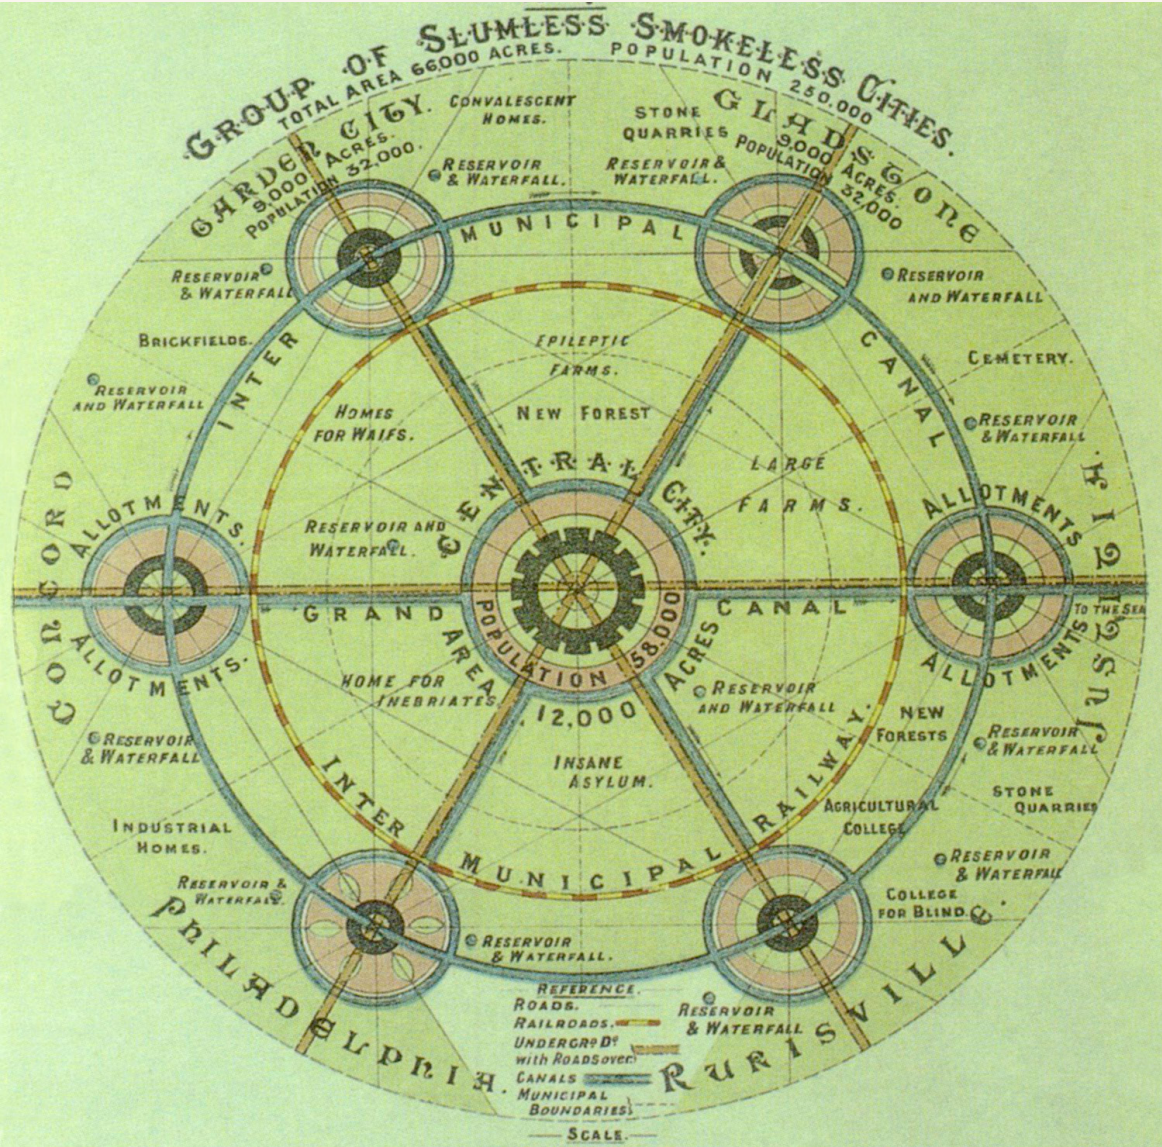 GROUP OF SLUMLESS SMOKELESS CITIES.
TOTAL AREA 66,000 ACRES. POPULATION 250.000
GARDEN CITY.
9,000 ACRES.
POPULATION 32,000.
CONVALESCENT
HOMES.
STONE
QUARRIES
GLADSTONE
9,000 ACRES.
POPULATION 32,000
RESERVOIR
& WATERFALL.
RESERVOIR &
WATERFALL.
INTER MUNICIPAL CANAL
RESERVOIR
& WATERFALL
RESERVOIR
AND WATERFALL
BRICKFIELDS.
EPILEPTIC
FARMS.
CEMETERY.
RESERVOIR
AND WATERFALL
HOMES
FOR WAIFS.
NEW FOREST
RESERVOIR
& WATERFALL
LARGE
FARMS.
CENTRAL CITY.
CONCORD
ALLOTMENTS.
ALLOTMENTS
RESERVOIR AND
WATERFALL.
GRAND CANAL
TO THE SEA
POPULATION 58.000
AREA 12,000 ACRES
ALLOTMENTS.
ALLOTMENTS
HOME FOR
INEBRIATES.
RESERVOIR
AND WATERFALL
NEW
FORESTS
RESERVOIR
& WATERFALL
RESERVOIR
& WATERFALL
INSANE
ASYLUM.
STONE
QUARRIES
INTER MUNICIPAL RAILWAY.
AGRICULTURAL
COLLEGE
INDUSTRIAL
HOMES.
RESERVOIR
& WATERFALL
RESERVOIR &
WATERFALL.
COLLEGE
FOR BLIND.
PHILADELPHIA.
RURISVILLE.
RESERVOIR
& WATERFALL.
REFERENCE.
ROADS.
RAILROADS.
UNDERGRD Do
with ROADS over
CANALS
MUNICIPAL
BOUNDARIES
RESERVOIR
& WATERFALL
SCALE.